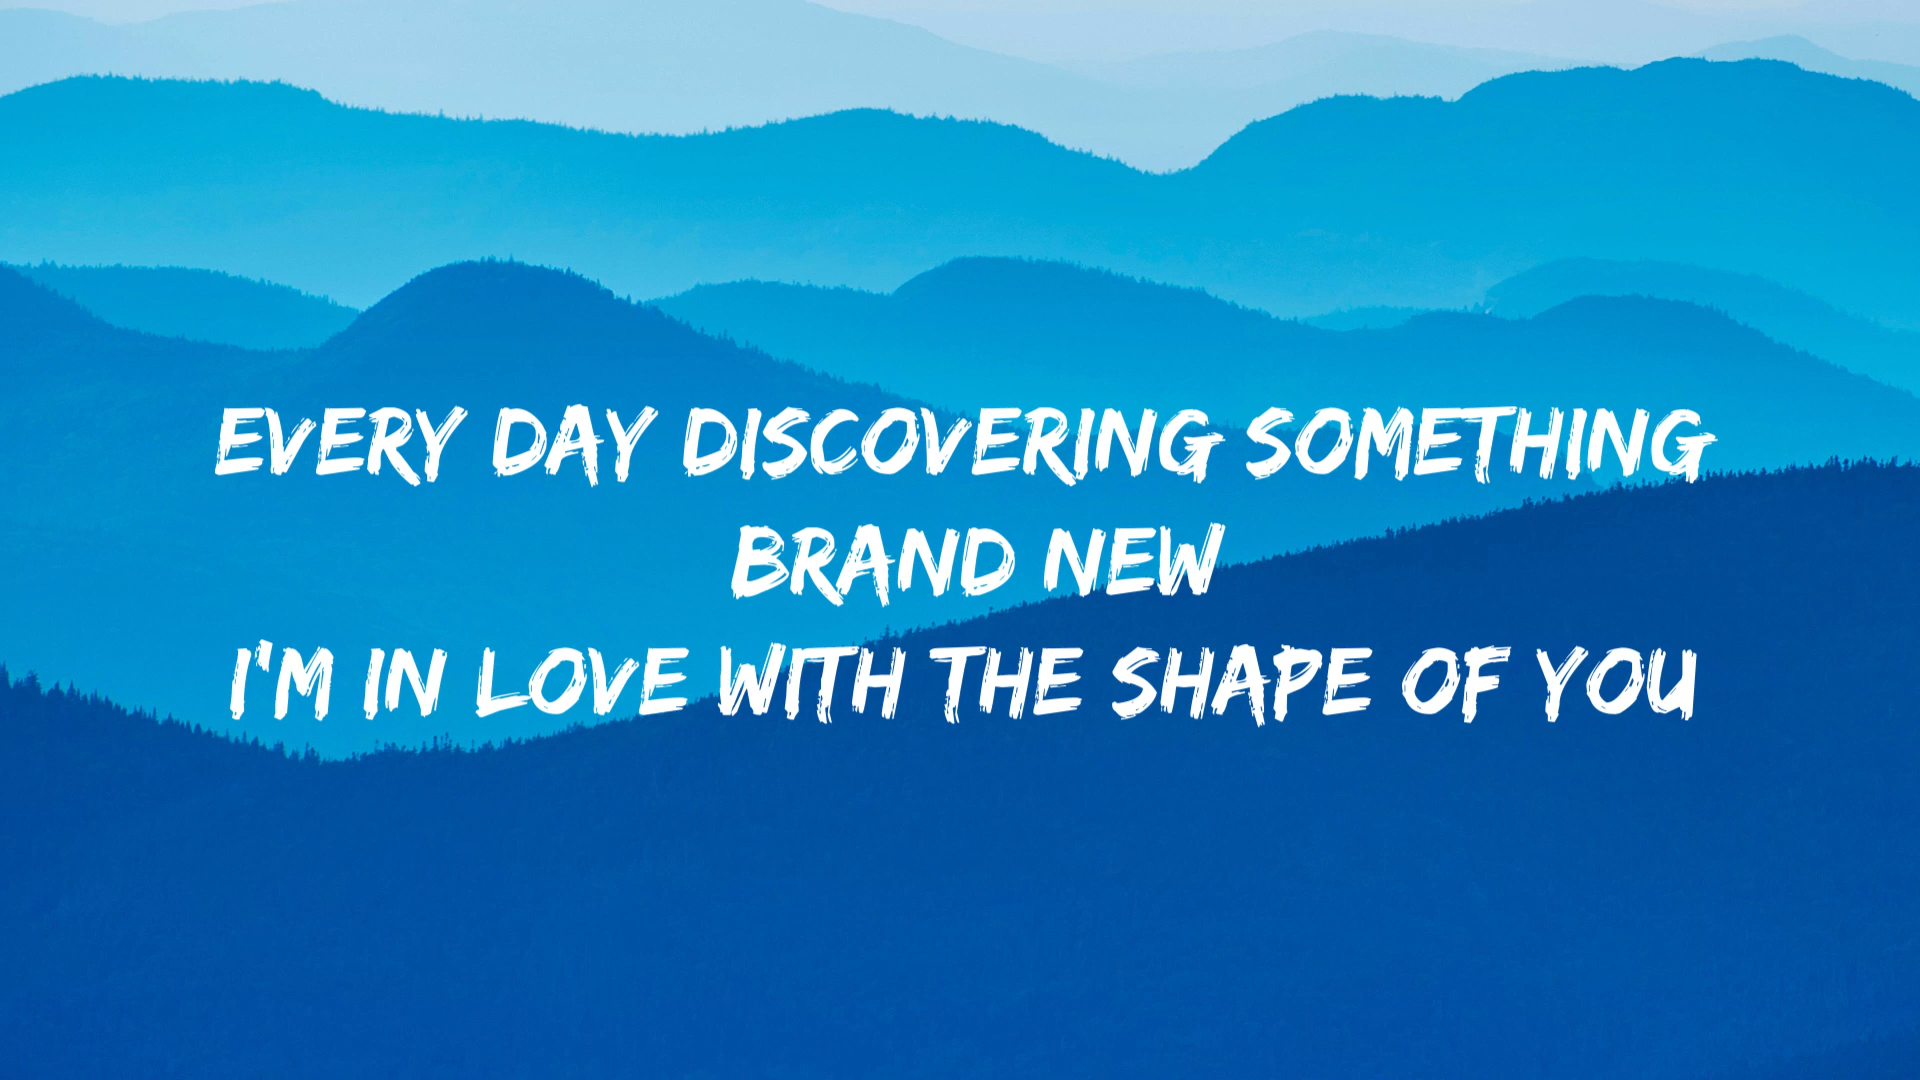 EVERY DAY DISCOVERING SOMETHING
BRAND NEW
I'M IN LOVE WITH THE SHAPE OF YOU